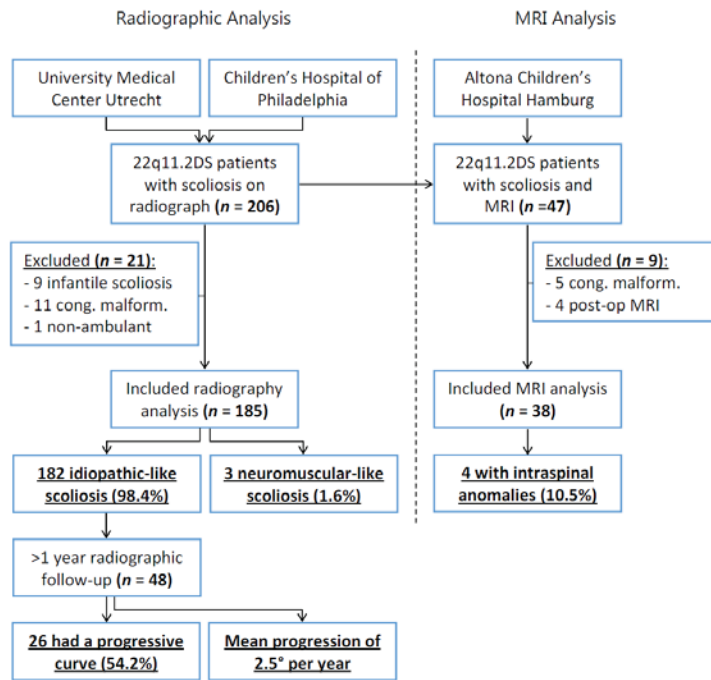 Radiographic Analysis
MRI Analysis
University Medical
Center Utrecht
Children's Hospital of
Philadelphia
Altona Children's
Hospital Hamburg
22q11.2DS patients
with scoliosis on
radiograph (n = 206)
22q11.2DS patients
with scoliosis and
MRI (n =47)
Excluded (n = 21):
- 9 infantile scoliosis
- 11 cong. malform.
- 1 non-ambulant
Excluded (n = 9):
- 5 cong. malform.
- 4 post-op MRI
Included radiography
analysis (n = 185)
Included MRI analysis
(n = 38)
182 idiopathic-like
scoliosis (98.4%)
3 neuromuscular-like
scoliosis (1.6%)
4 with intraspinal
anomalies (10.5%)
>1 year radiographic
follow-up (n = 48)
26 had a progressive
curve (54.2%)
Mean progression of
2.5° per year